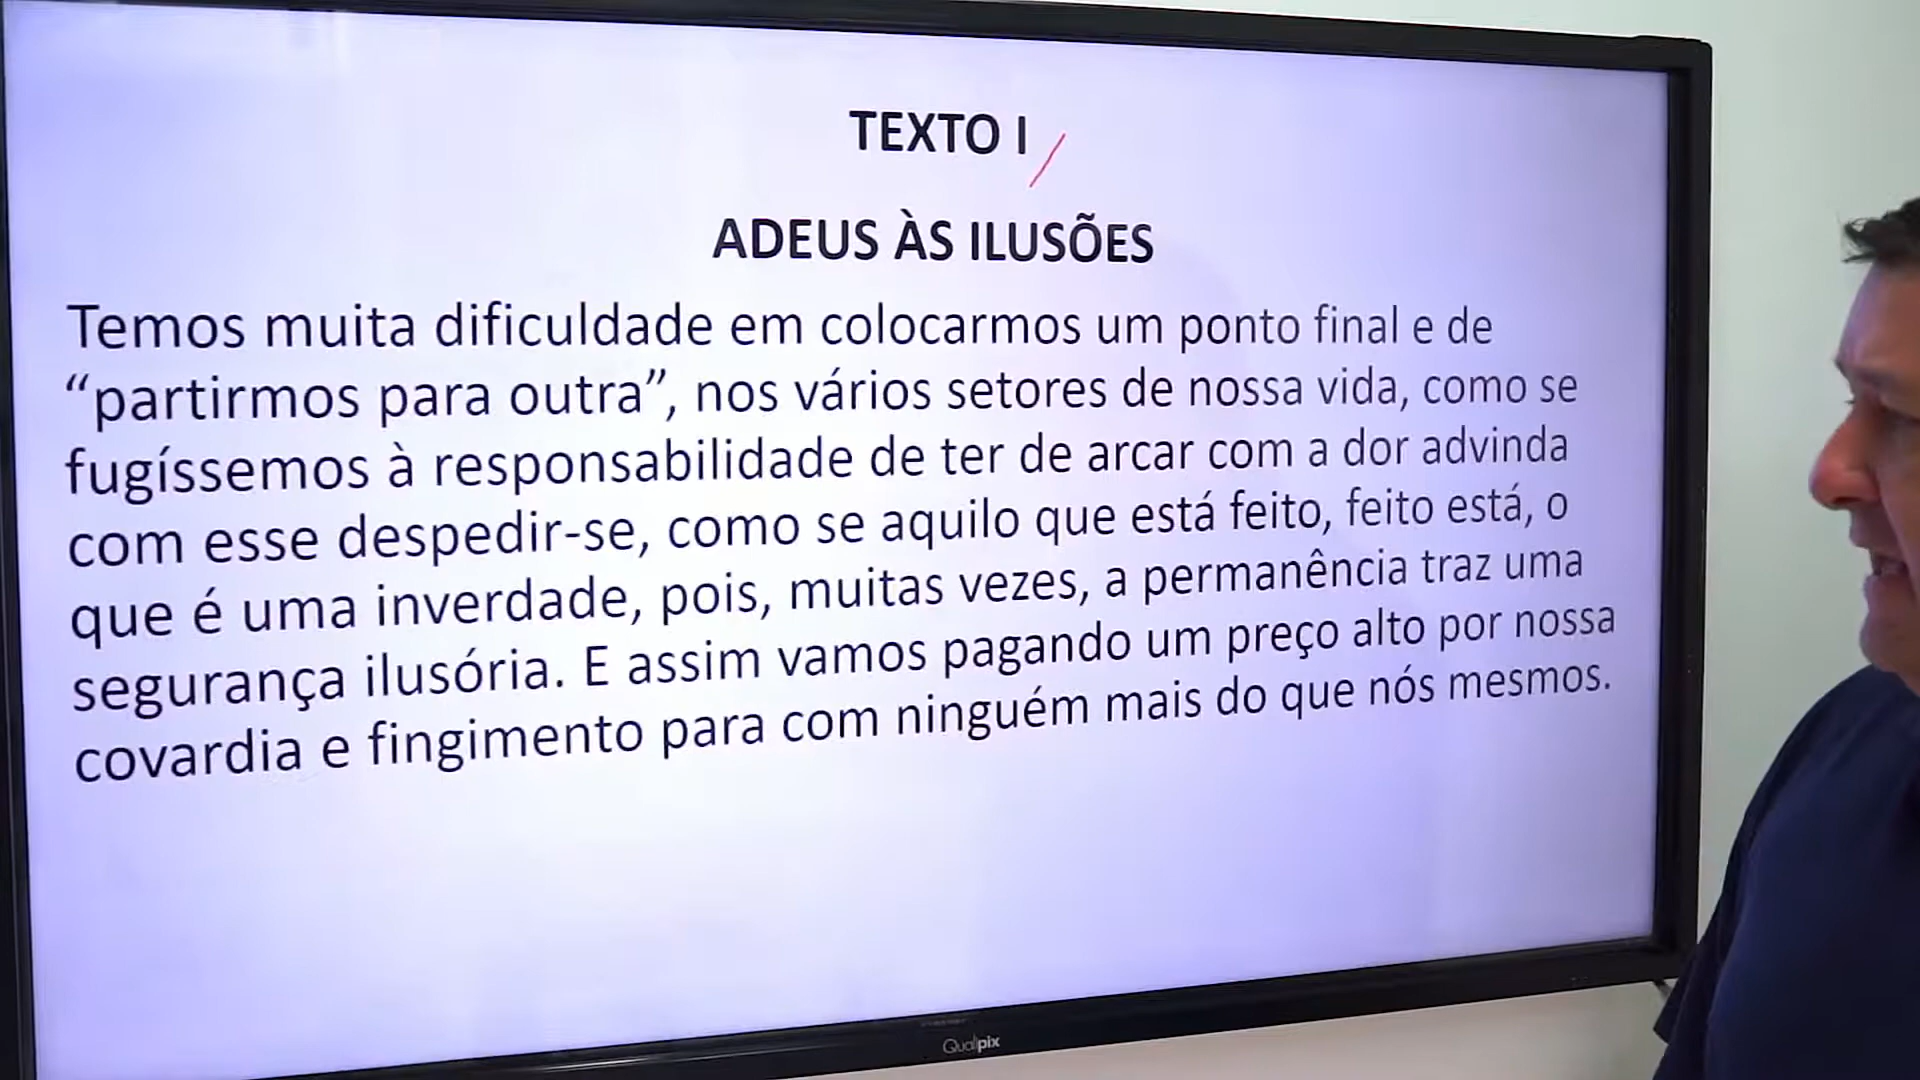 TEXTO I
ADEUS ÀS ILUSÕES
Temos muita dificuldade em colocarmos um ponto final e de
“partirmos para outra”, nos vários setores de nossa vida, como se
fugíssemos à responsabilidade de ter de arcar com a dor advinda
com esse despedir-se, como se aquilo que está feito, feito está, o
que é uma inverdade, pois, muitas vezes, a permanência traz uma
segurança ilusória. E assim vamos pagando um preço alto por nossa
covardia e fingimento para com ninguém mais do que nós mesmos.
Qualipix